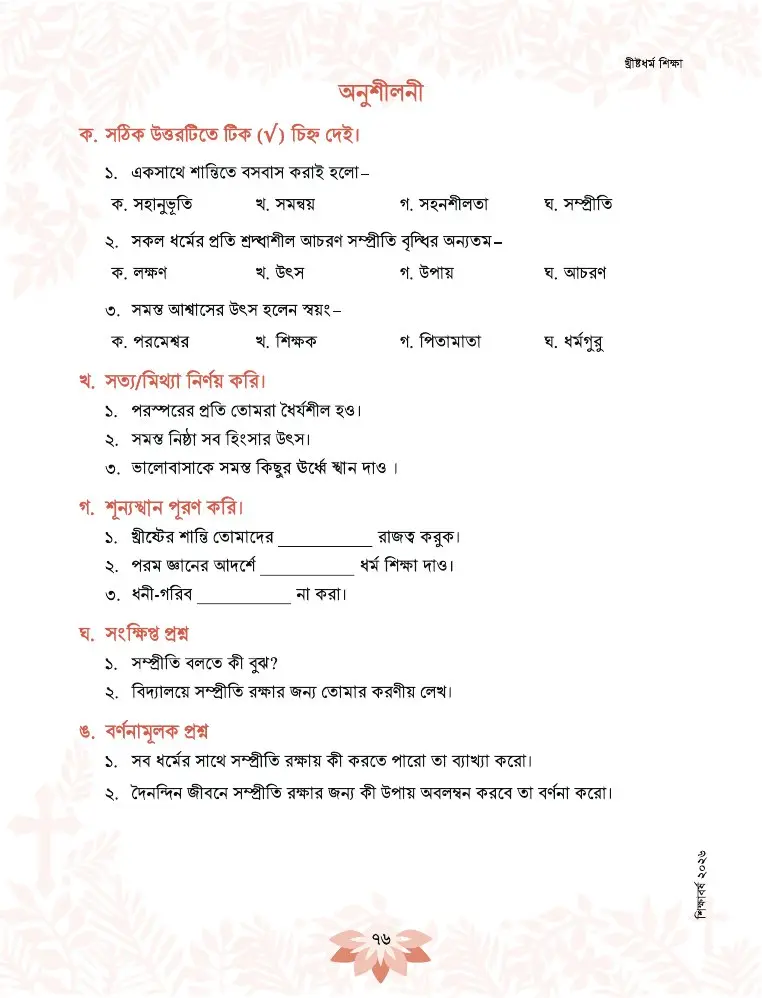 খ্রীষ্টধর্ম শিক্ষা
অনুশীলনী
ক. সঠিক উত্তরটিতে টিক (√) চিহ্ন দেই।
১. একসাথে শান্তিতে বসবাস করাই হলো–
ক. সহানুভূতি খ. সমন্বয় গ. সহনশীলতা ঘ. সম্প্রীতি
২. সকল ধর্মের প্রতি শ্রদ্ধাশীল আচরণ সম্প্রীতি বৃদ্ধির অন্যতম–
ক. লক্ষণ খ. উৎস গ. উপায় ঘ. আচরণ
৩. সমস্ত আশ্বাসের উৎস হলেন স্বয়ং–
ক. পরমেশ্বর খ. শিক্ষক গ. পিতামাতা ঘ. ধর্মগুরু
খ. সত্য/মিথ্যা নির্ণয় করি।
১. পরস্পরের প্রতি তোমরা ধৈর্যশীল হও।
২. সমস্ত নিষ্ঠা সব হিংসার উৎস।
৩. ভালোবাসাকে সমস্ত কিছুর ঊর্ধ্বে স্থান দাও ।
গ. শূন্যস্থান পূরণ করি।
১. খ্রীষ্টের শান্তি তোমাদের ___________ রাজত্ব করুক।
২. পরম জ্ঞানের আদর্শে ___________ ধর্ম শিক্ষা দাও।
৩. ধনী-গরিব ___________ না করা।
ঘ. সংক্ষিপ্ত প্রশ্ন
১. সম্প্রীতি বলতে কী বুঝ?
২. বিদ্যালয়ে সম্প্রীতি রক্ষার জন্য তোমার করণীয় লেখ।
ঙ. বর্ণনামূলক প্রশ্ন
১. সব ধর্মের সাথে সম্প্রীতি রক্ষায় কী করতে পারো তা ব্যাখ্যা করো।
২. দৈনন্দিন জীবনে সম্প্রীতি রক্ষার জন্য কী উপায় অবলম্বন করবে তা বর্ণনা করো।
শিক্ষাবর্ষ ২০২৬
৭৬